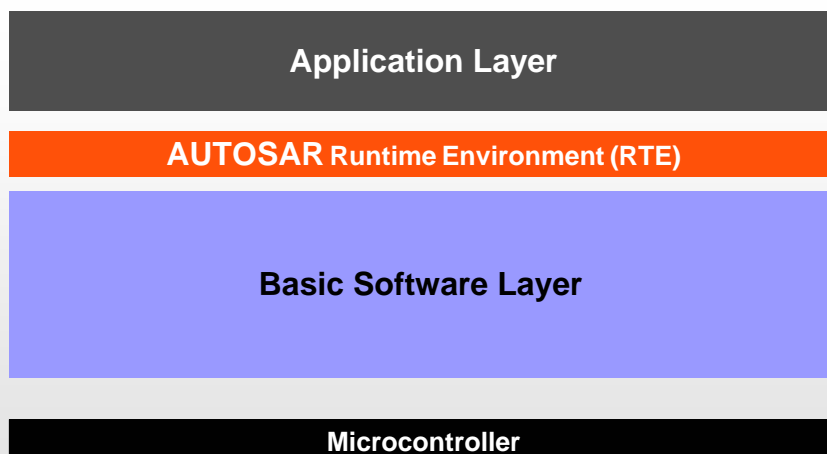 Application Layer
AUTOSAR Runtime Environment (RTE)
Basic Software Layer
Microcontroller